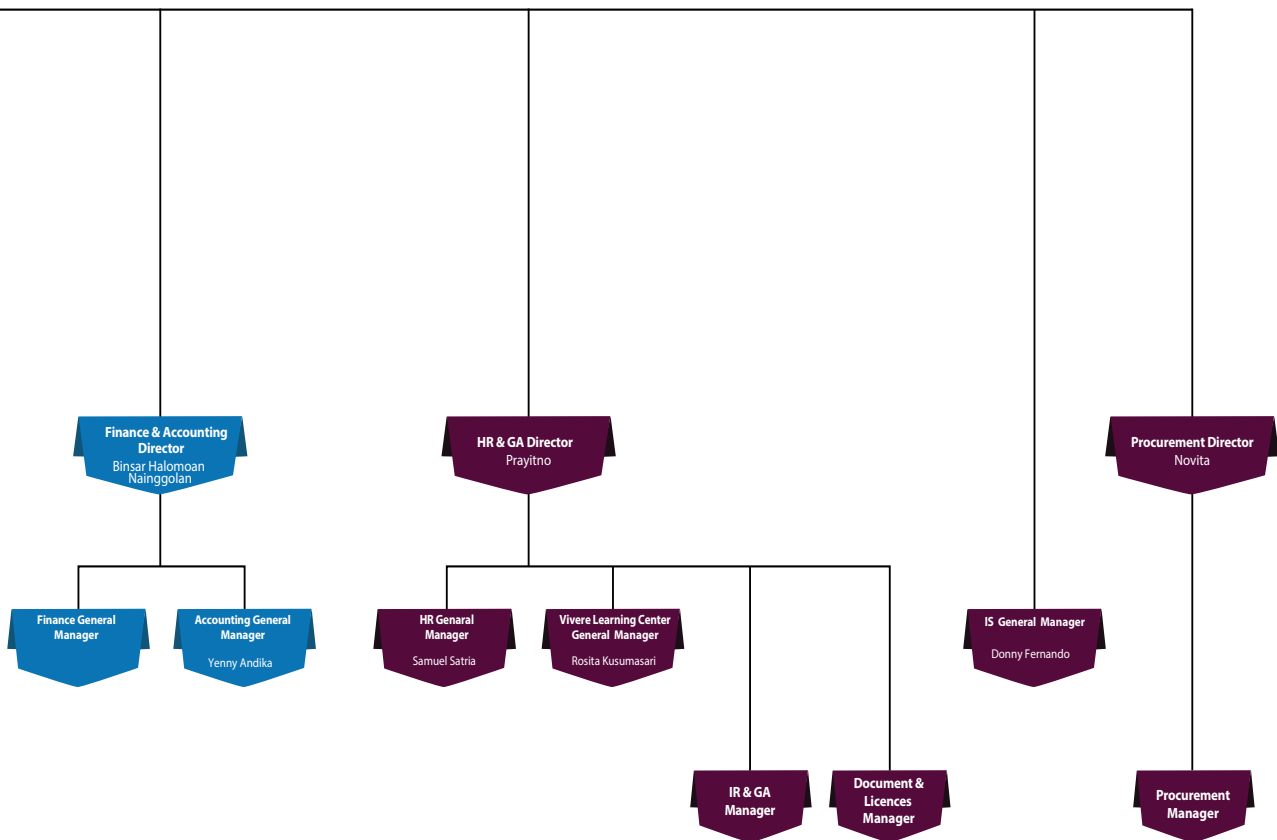 Finance & Accounting
Director
Binsar Halomoan
Nainggolan
HR & GA Director
Prayitno
Procurement Director
Novita
Finance General
Manager
Accounting General
Manager
Yenny Andika
HR Genaral
Manager
Samuel Satria
Vivere Learning Center
General Manager
Rosita Kusumasari
IS General Manager
Donny Fernando
IR & GA
Manager
Document &
Licences
Manager
Procurement
Manager